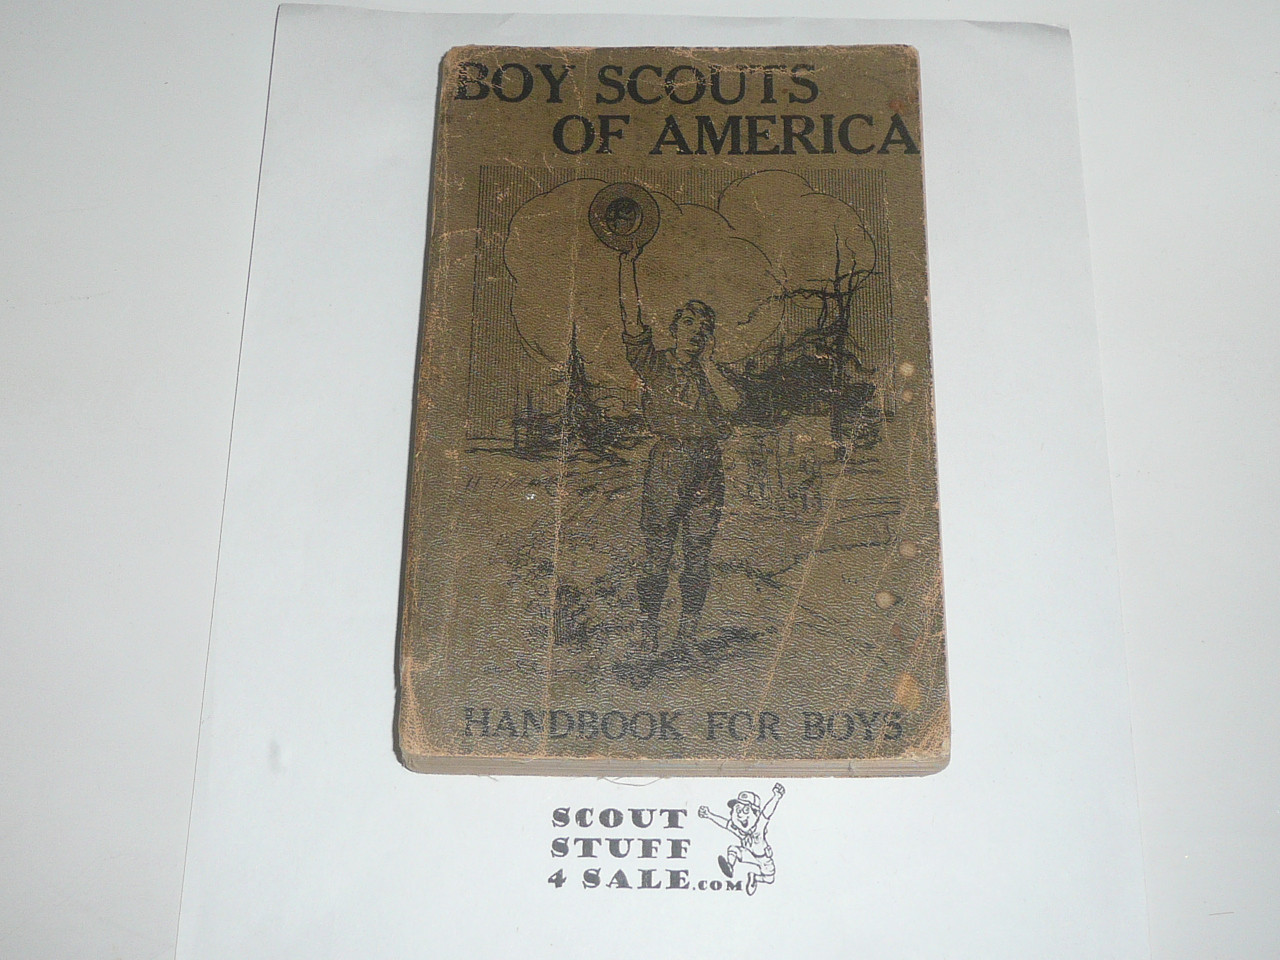 BOY SCOUTS
OF AMERICA
HANDBOOK FOR BOYS
SCOUT
STUFF
4 SALE.COM